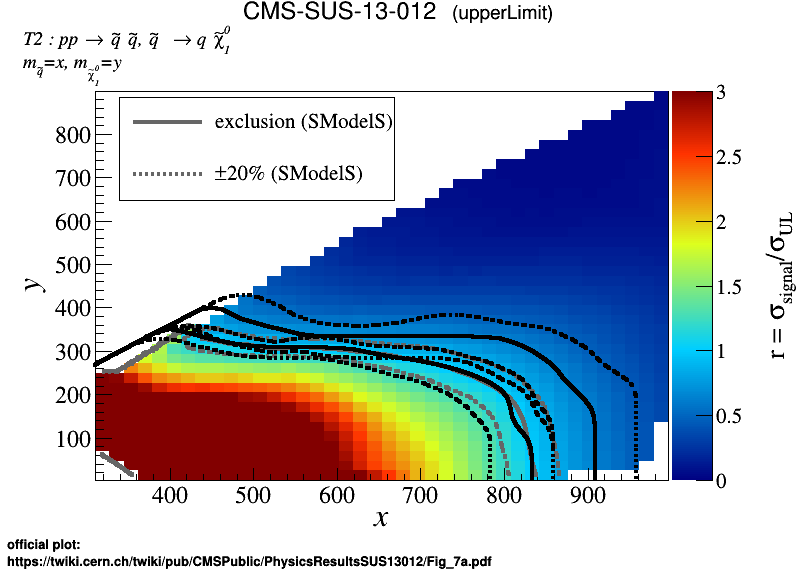 CMS-SUS-13-012 (upperLimit)
T2 : pp → q̃ q̃, q̃ → q χ̃₁⁰
m_q̃=x, m_χ̃₁⁰=y
exclusion (SModelS)
±20% (SModelS)
800
700
600
500
400
300
200
100
y
400 500 600 700 800 900
x
3
2.5
2
1.5
1
0.5
0
r = σ_signal/σ_UL
official plot:
https://twiki.cern.ch/twiki/pub/CMSPublic/PhysicsResultsSUS13012/Fig_7a.pdf